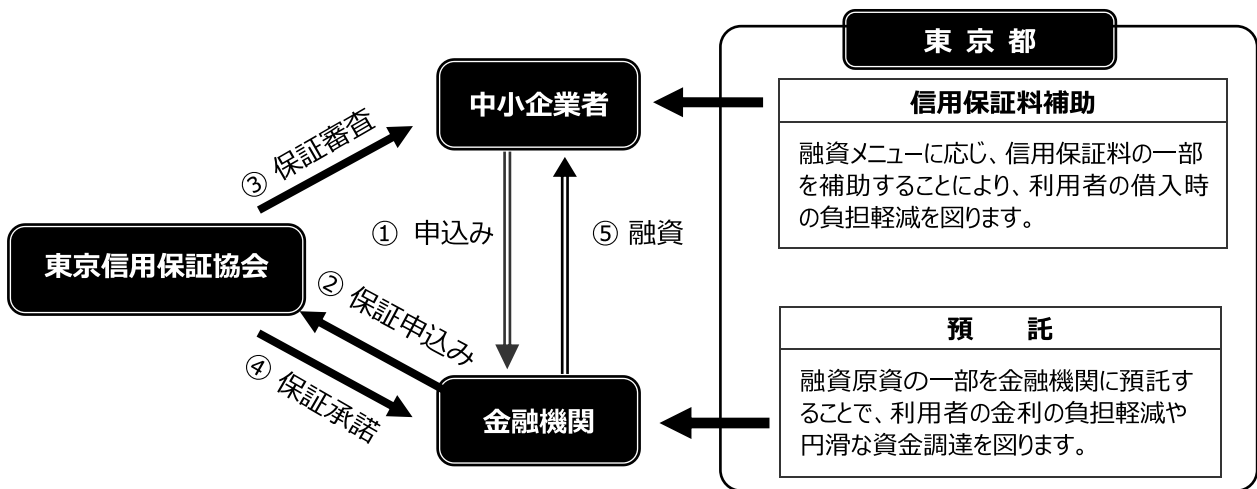 東 京 都
中小企業者
信用保証料補助
融資メニューに応じ、信用保証料の一部
を補助することにより、利用者の借入時
の負担軽減を図ります。
③ 保証審査
① 申込み
⑤ 融資
東京信用保証協会
② 保証申込み
④ 保証承諾
金融機関
預 託
融資原資の一部を金融機関に預託す
ることで、利用者の金利の負担軽減や
円滑な資金調達を図ります。